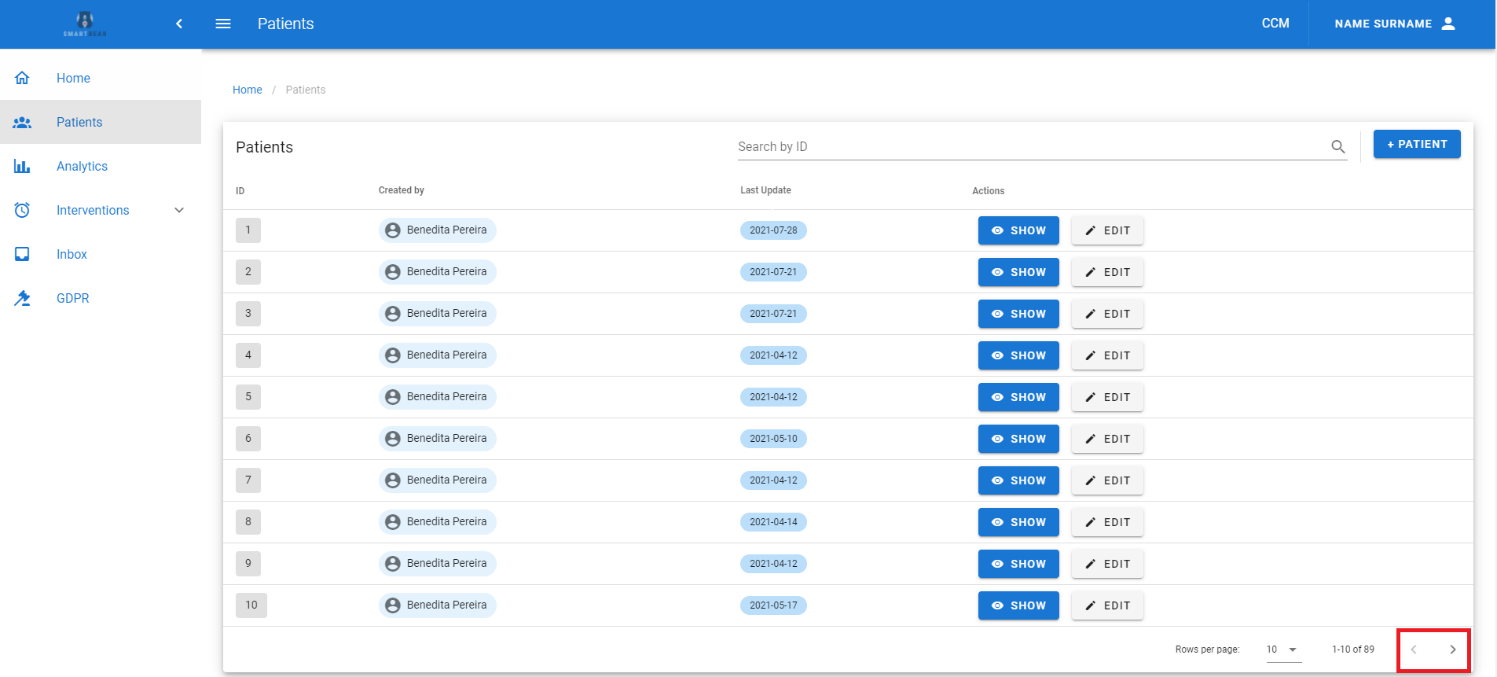 SMARTBEAR
Patients
CCM
NAME SURNAME
Home
Patients
Analytics
Interventions
Inbox
GDPR
Home / Patients
Patients
Search by ID
+ PATIENT
ID Created by Last Update Actions
1 Benedita Pereira 2021-07-28 SHOW EDIT
2 Benedita Pereira 2021-07-21 SHOW EDIT
3 Benedita Pereira 2021-07-21 SHOW EDIT
4 Benedita Pereira 2021-04-12 SHOW EDIT
5 Benedita Pereira 2021-04-12 SHOW EDIT
6 Benedita Pereira 2021-05-10 SHOW EDIT
7 Benedita Pereira 2021-04-12 SHOW EDIT
8 Benedita Pereira 2021-04-14 SHOW EDIT
9 Benedita Pereira 2021-04-12 SHOW EDIT
10 Benedita Pereira 2021-05-17 SHOW EDIT
Rows per page: 10 1-10 of 89